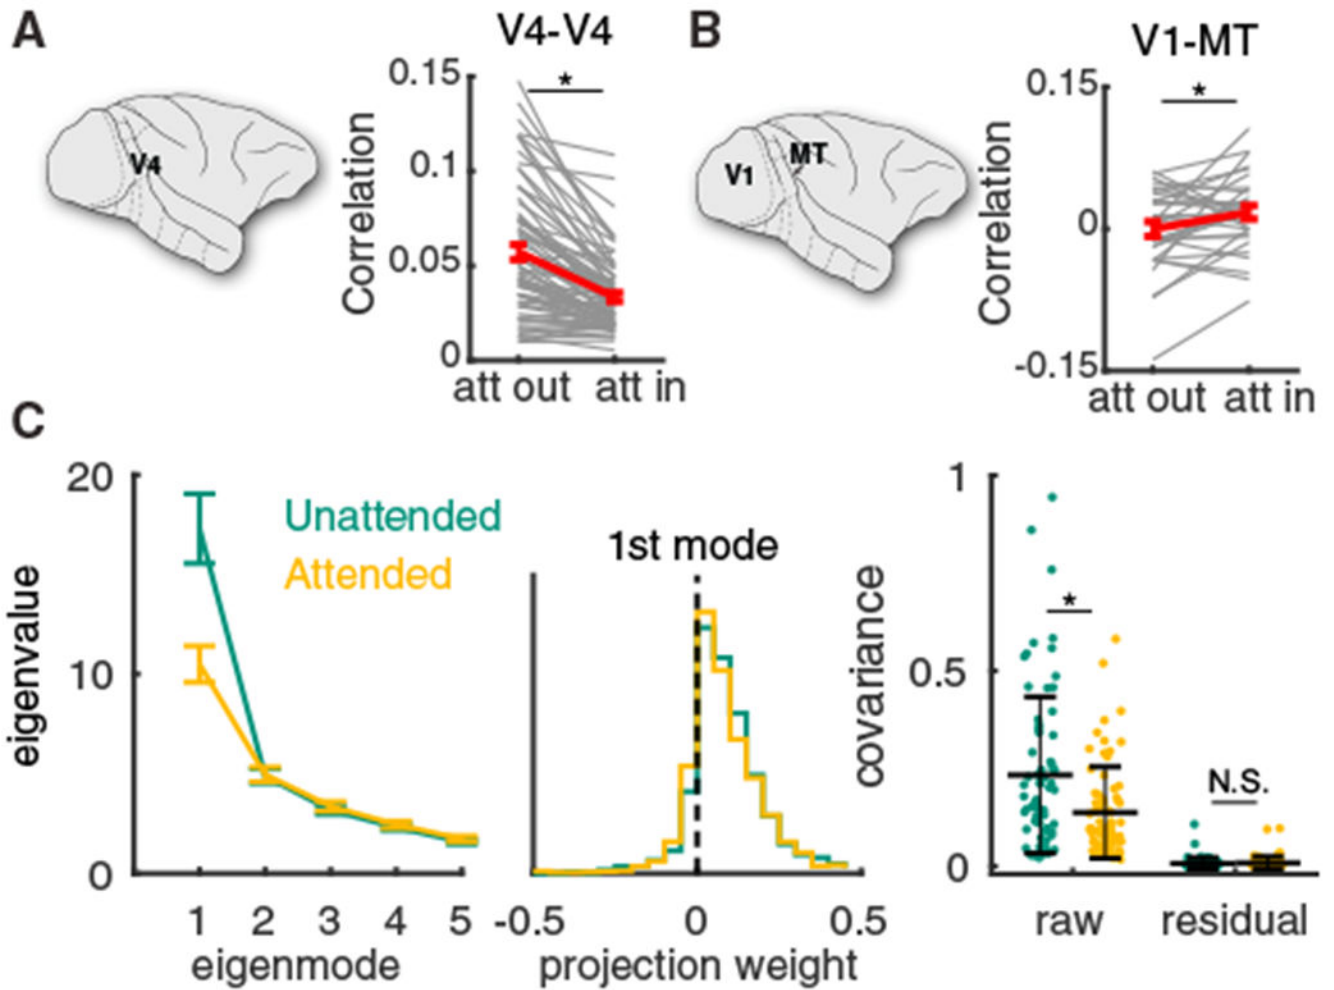 A
V4-V4
V4
Correlation
0.15
0.1
0.05
0
*
att out
att in
B
V1-MT
V1
MT
Correlation
0.15
0
-0.15
*
att out
att in
C
eigenvalue
20
10
0
Unattended
Attended
1 2 3 4 5
eigenmode
1st mode
-0.5 0 0.5
projection weight
covariance
1
0.5
0
*
N.S.
raw
residual